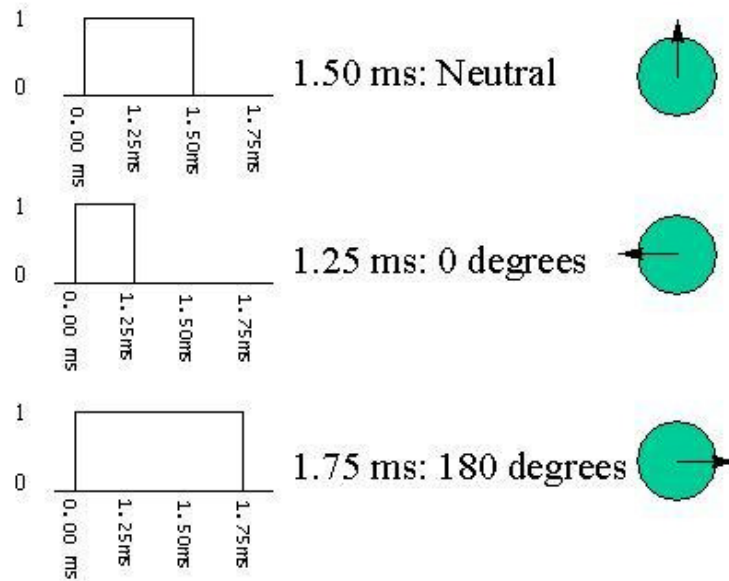 1
1.50 ms: Neutral
0
0.00 ms
1.25ms
1.50ms
1.75ms
1
1.25 ms: 0 degrees
0
0.00 ms
1.25ms
1.50ms
1.75ms
1
1.75 ms: 180 degrees
0
0.00 ms
1.25ms
1.50ms
1.75ms